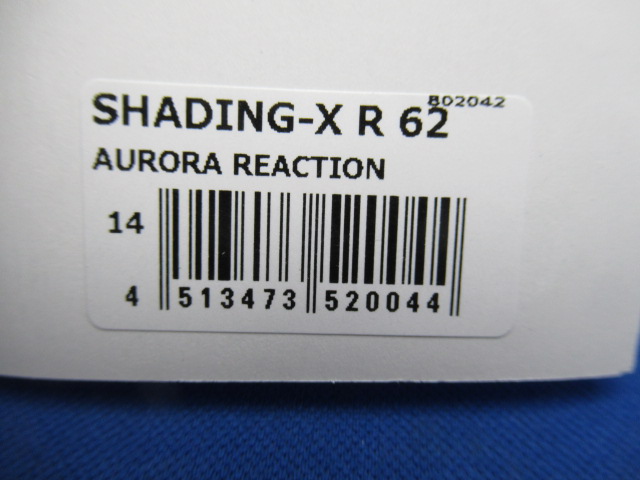 802042
SHADING-X R 62
AURORA REACTION
14
4 513473 520044